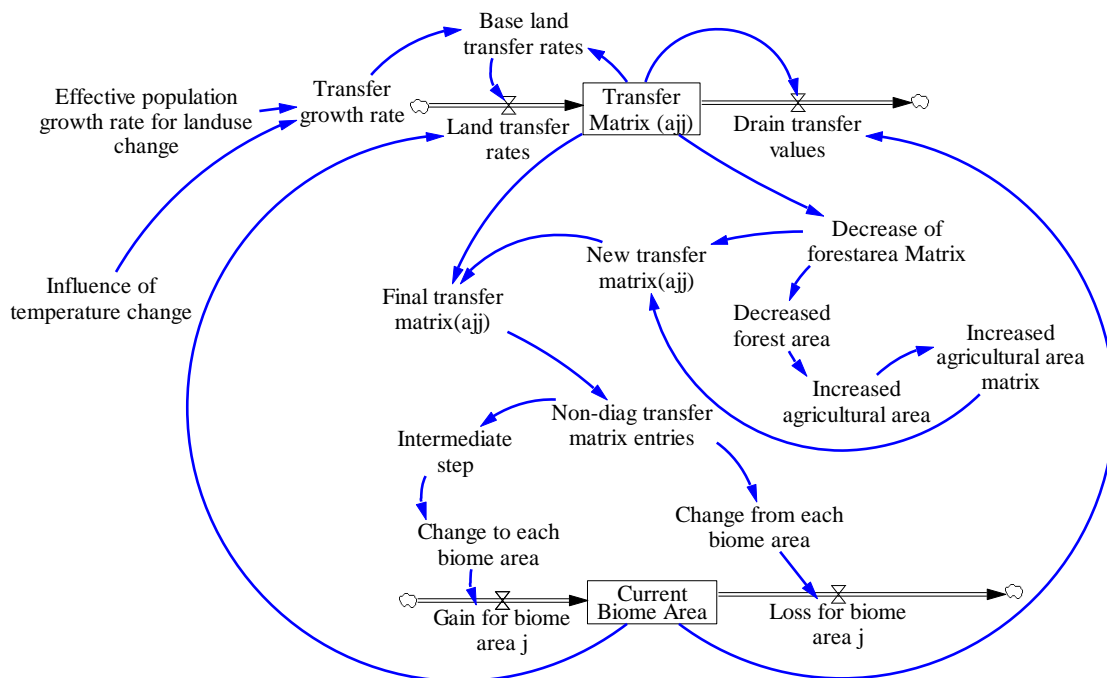 Base land
transfer rates
Effective population
growth rate for landuse
change
Transfer
growth rate
Land transfer
rates
Transfer
Matrix (ajj)
Drain transfer
values
Influence of
temperature change
Decrease of
forestarea Matrix
New transfer
matrix(ajj)
Final transfer
matrix(ajj)
Decreased
forest area
Increased
agricultural area
matrix
Increased
agricultural area
Non-diag transfer
matrix entries
Intermediate
step
Change to each
biome area
Change from each
biome area
Gain for biome
area j
Current
Biome Area
Loss for biome
area j